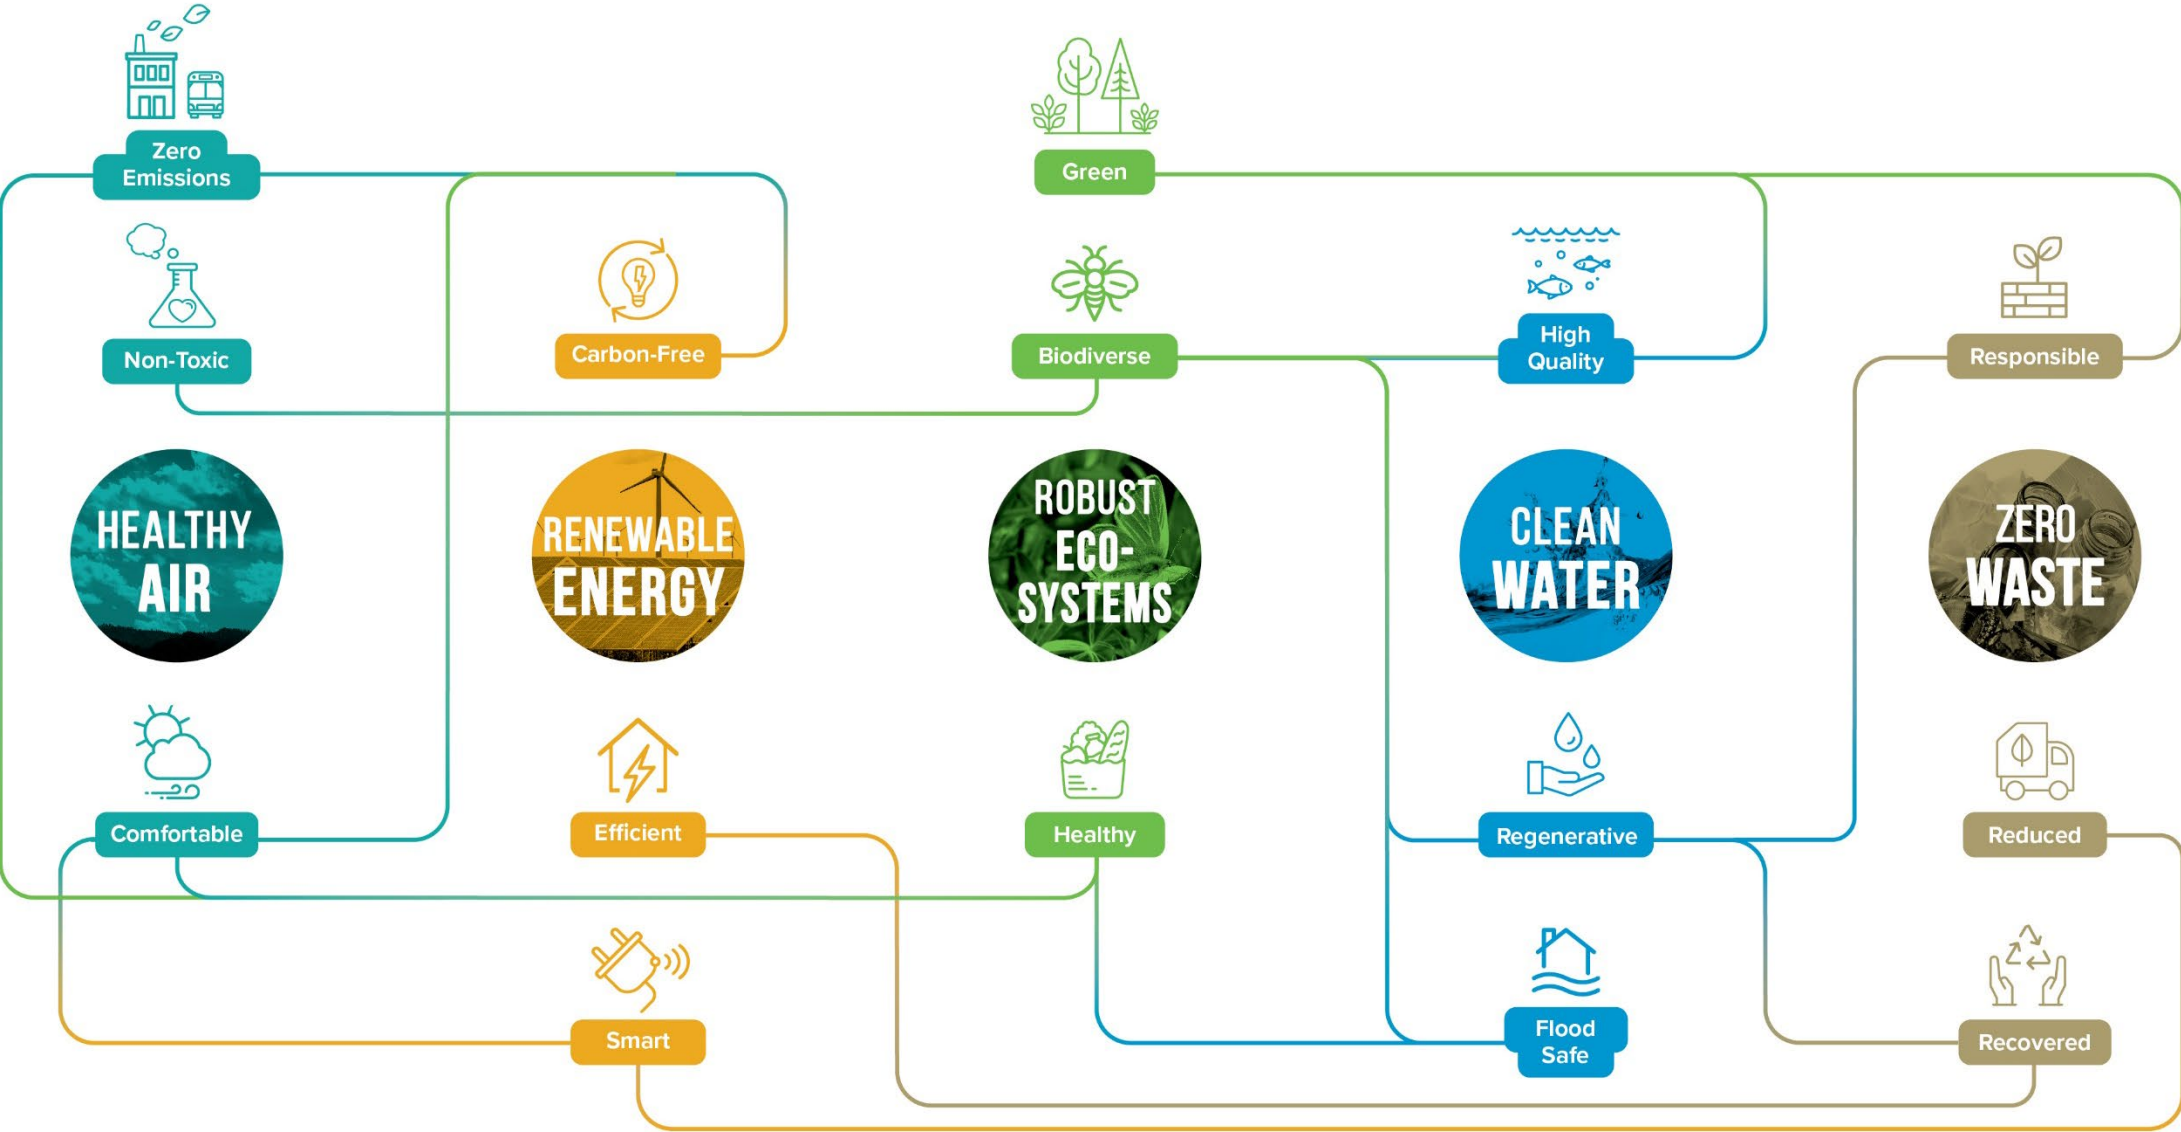 Zero
Emissions
Green
Non-Toxic
Carbon-Free
Biodiverse
High
Quality
Responsible
HEALTHY
AIR
RENEWABLE
ENERGY
ROBUST
ECO-
SYSTEMS
CLEAN
WATER
ZERO
WASTE
Comfortable
Efficient
Healthy
Regenerative
Reduced
Smart
Flood
Safe
Recovered